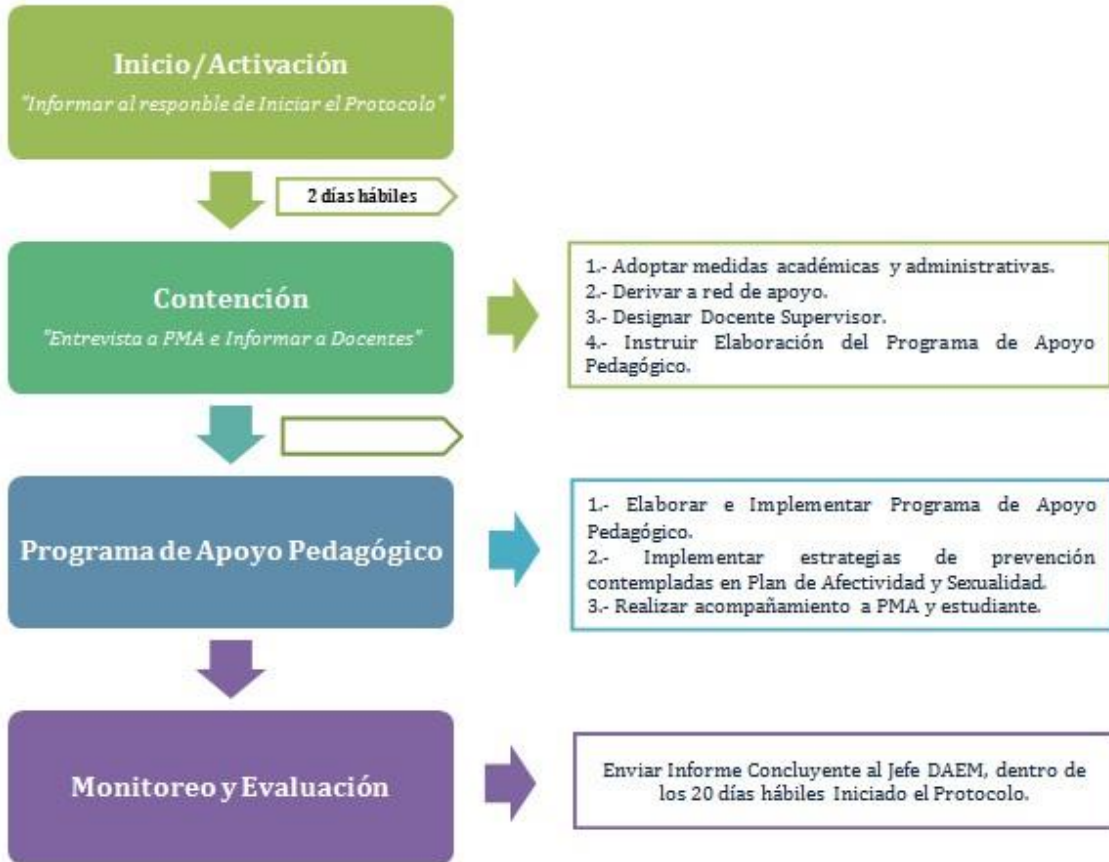 Inicio/Activación
"Informar al responble de Iniciar el Protocolo"
2 días hábiles
Contención
"Entrevista a PMA e Informar a Docentes"
1.- Adoptar medidas académicas y administrativas.
2.- Derivar a red de apoyo.
3.- Designar Docente Supervisor.
4.- Instruir Elaboración del Programa de Apoyo
Pedagógico.
Programa de Apoyo Pedagógico
1.- Elaborar e Implementar Programa de Apoyo
Pedagógico.
2.- Implementar estrategias de prevención
contempladas en Plan de Afectividad y Sexualidad.
3.- Realizar acompañamiento a PMA y estudiante.
Monitoreo y Evaluación
Enviar Informe Concluyente al Jefe DAEM, dentro de
los 20 días hábiles Iniciado el Protocolo.